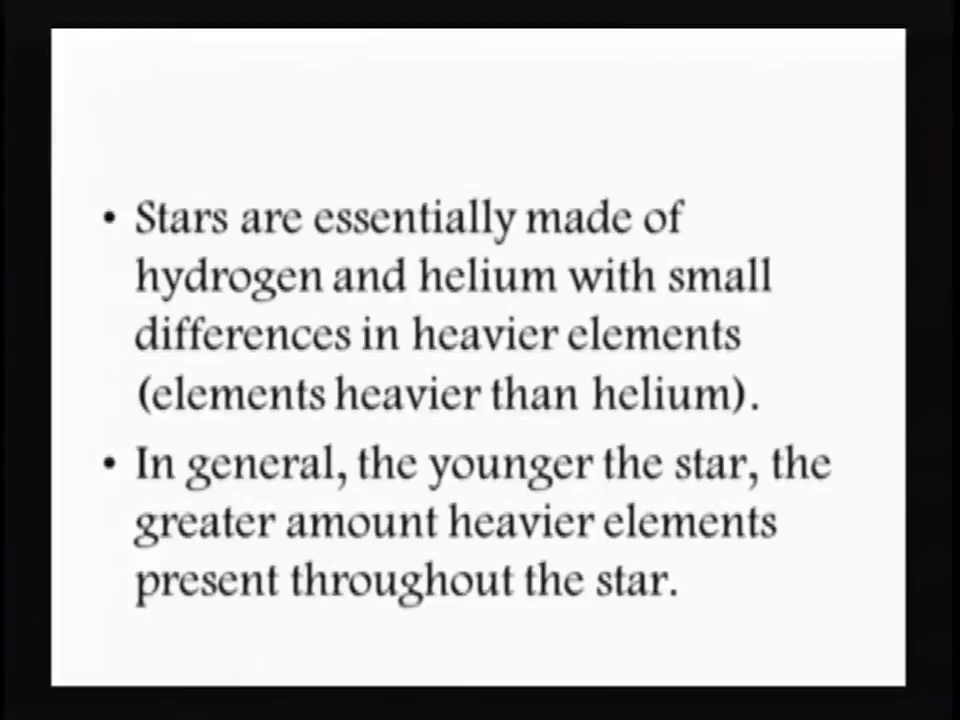 • Stars are essentially made of
hydrogen and helium with small
differences in heavier elements
(elements heavier than helium).
• In general, the younger the star, the
greater amount heavier elements
present throughout the star.